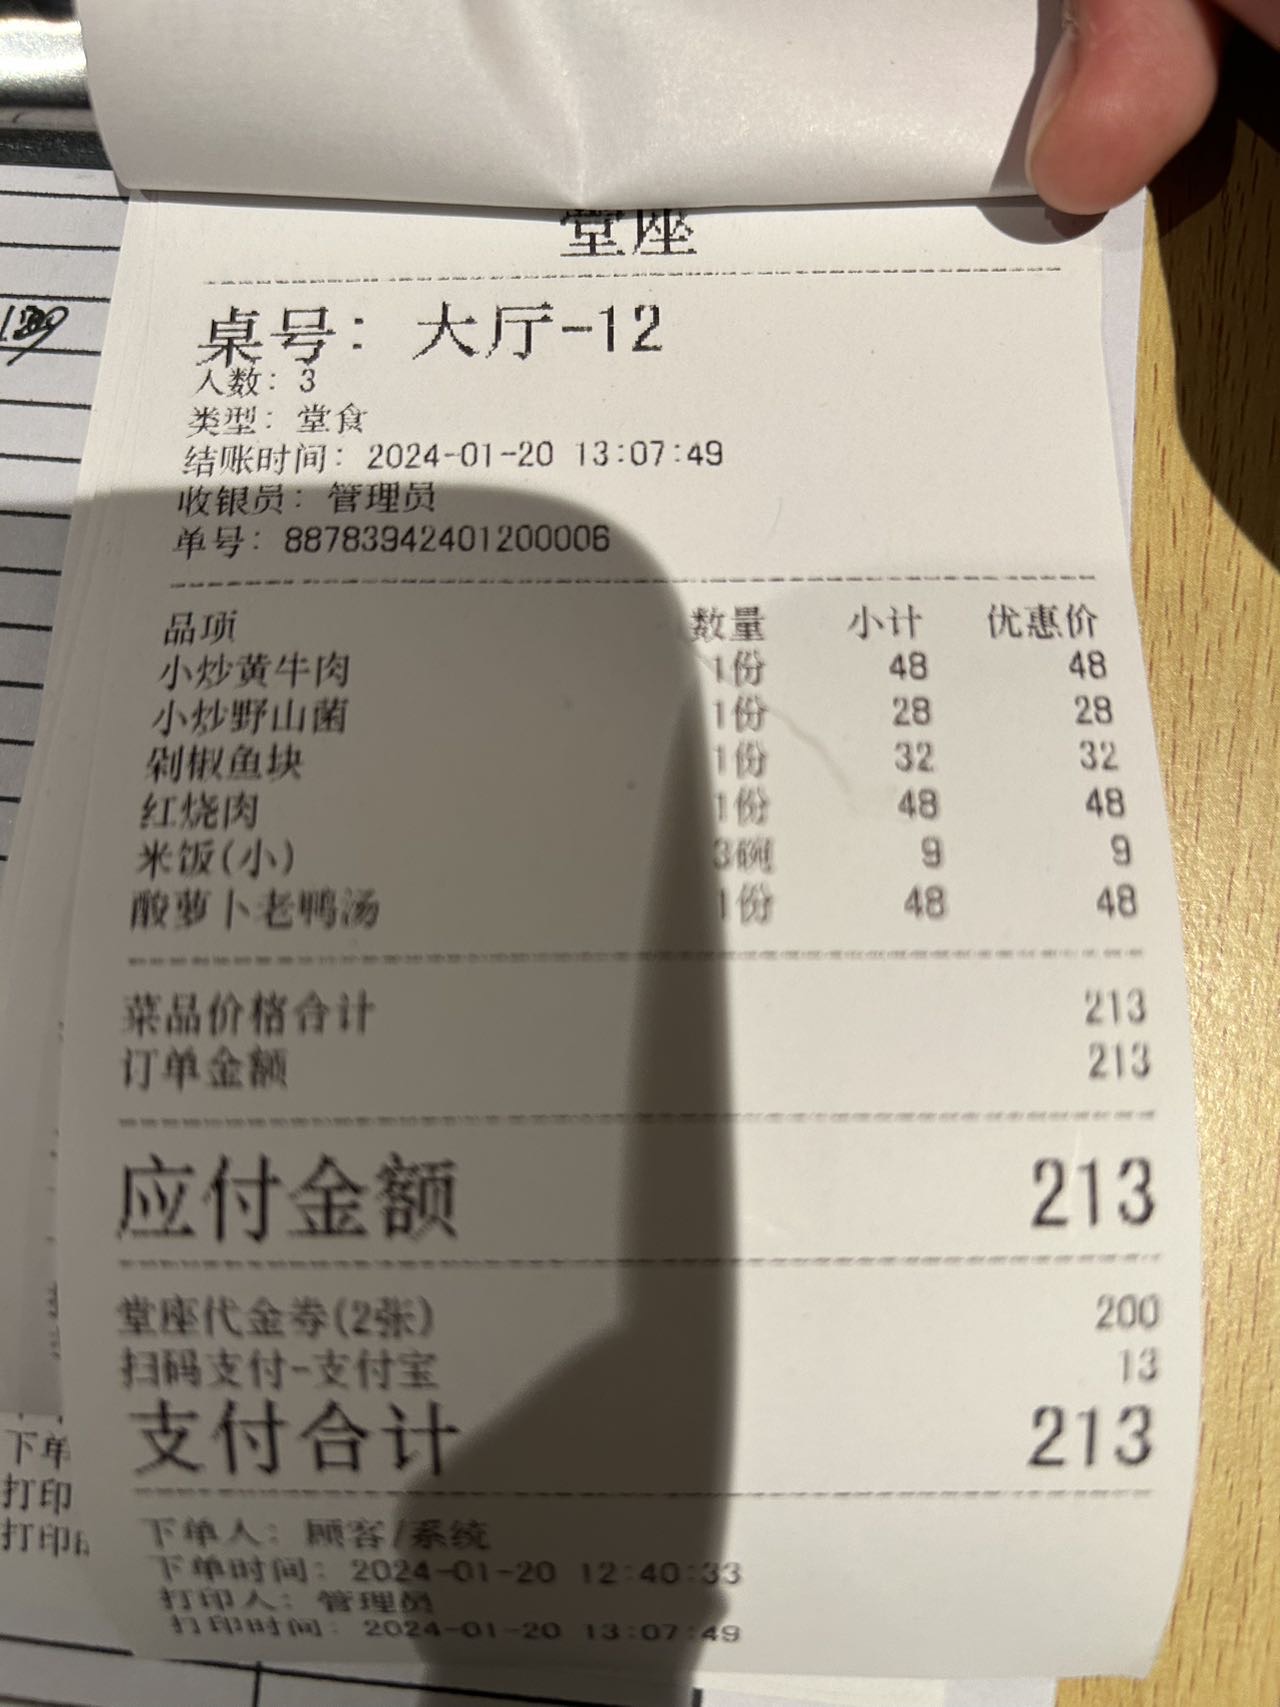 堂座
桌号: 大厅-12
人数: 3
类型: 堂食
结账时间: 2024-01-20 13:07:49
收银员: 管理员
单号: 88783942401200006
品项 数量 小计 优惠价
小炒黄牛肉 1份 48 48
小炒野山菌 1份 28 28
剁椒鱼块 1份 32 32
红烧肉 1份 48 48
米饭(小) 3碗 9 9
酸萝卜老鸭汤 1份 48 48
菜品价格合计 213
订单金额 213
应付金额 213
堂座代金券(2张) 200
扫码支付-支付宝 13
支付合计 213
下单人: 顾客/系统
下单时间: 2024-01-20 12:40:33
打印人: 管理员
打印时间: 2024-01-20 13:07:49
下单
打印
打印